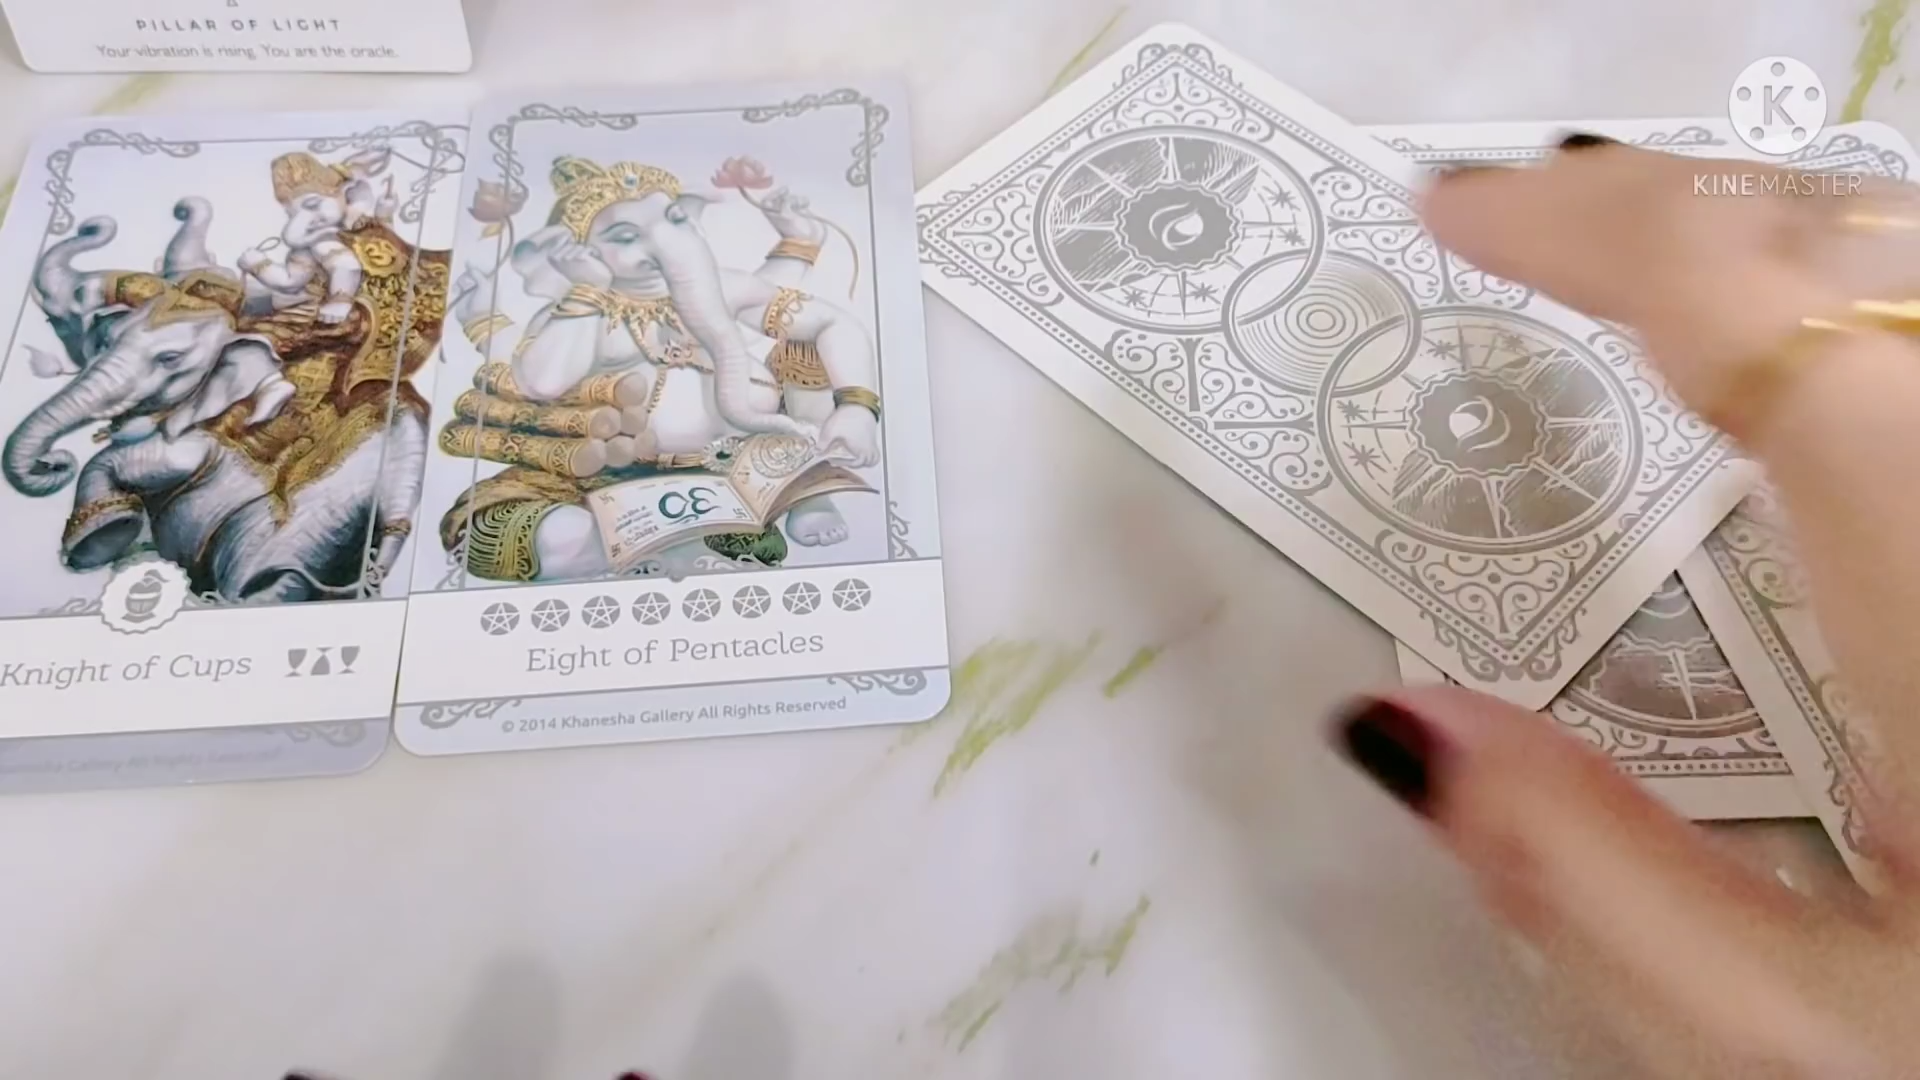 PILLAR OF LIGHT
Your vibration is rising. You are the oracle.
K
KINEMASTER
Knight of Cups
Eight of Pentacles
© 2014 Khanesha Gallery All Rights Reserved